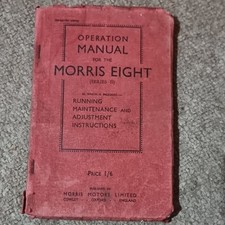 OPERATION
MANUAL
FOR THE
MORRIS EIGHT
(SERIES II)
RUNNING
MAINTENANCE AND
ADJUSTMENT
INSTRUCTIONS
Price 1/6
MORRIS MOTORS LIMITED
COWLEY OXFORD ENGLAND